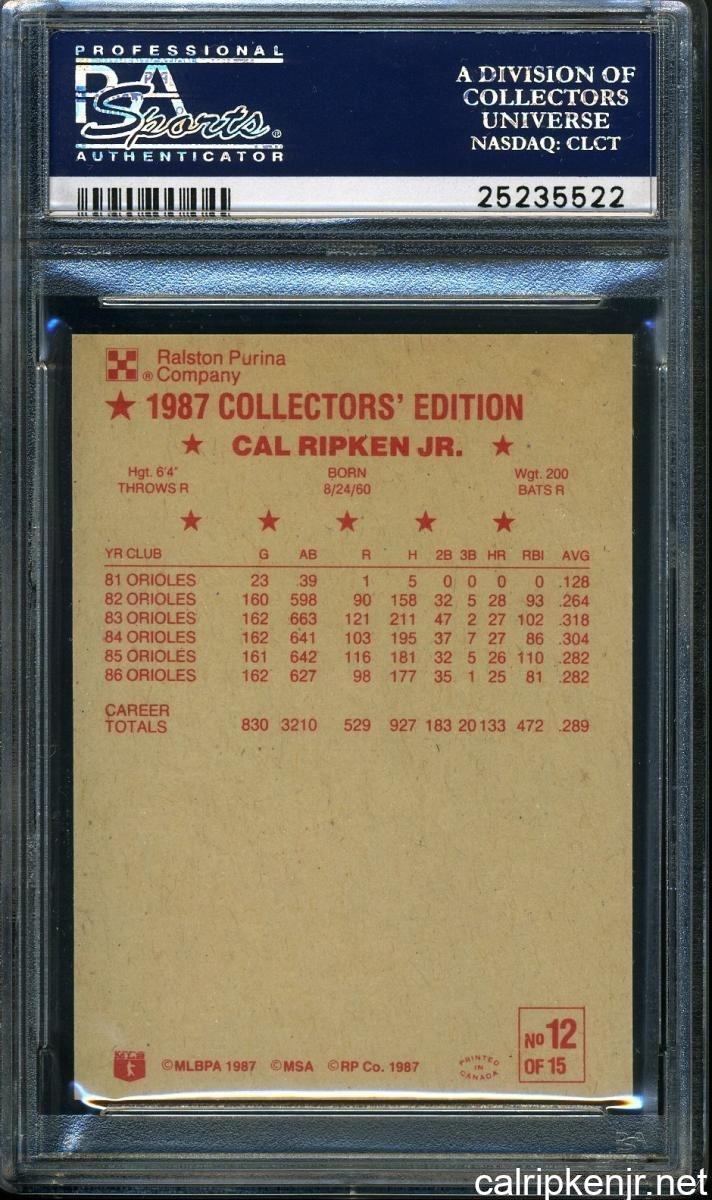 PROFESSIONAL
PSA
Sports®
AUTHENTICATOR
A DIVISION OF
COLLECTORS
UNIVERSE
NASDAQ: CLCT
25235522
Ralston Purina
® Company
★ 1987 COLLECTORS' EDITION
★ CAL RIPKEN JR. ★
Hgt. 6'4" BORN Wgt. 200
THROWS R 8/24/60 BATS R
★ ★ ★ ★ ★
YR CLUB G AB R H 2B 3B HR RBI AVG
81 ORIOLES 23 .39 1 5 0 0 0 0 .128
82 ORIOLES 160 598 90 158 32 5 28 93 .264
83 ORIOLES 162 663 121 211 47 2 27 102 .318
84 ORIOLES 162 641 103 195 37 7 27 86 .304
85 ORIOLES 161 642 116 181 32 5 26 110 .282
86 ORIOLES 162 627 98 177 35 1 25 81 .282
CAREER
TOTALS 830 3210 529 927 183 20 133 472 .289
No 12
OF 15
©MLBPA 1987 ©MSA ©RP Co. 1987
PRINTED
IN
CANADA
PSA
calripkenjr.net